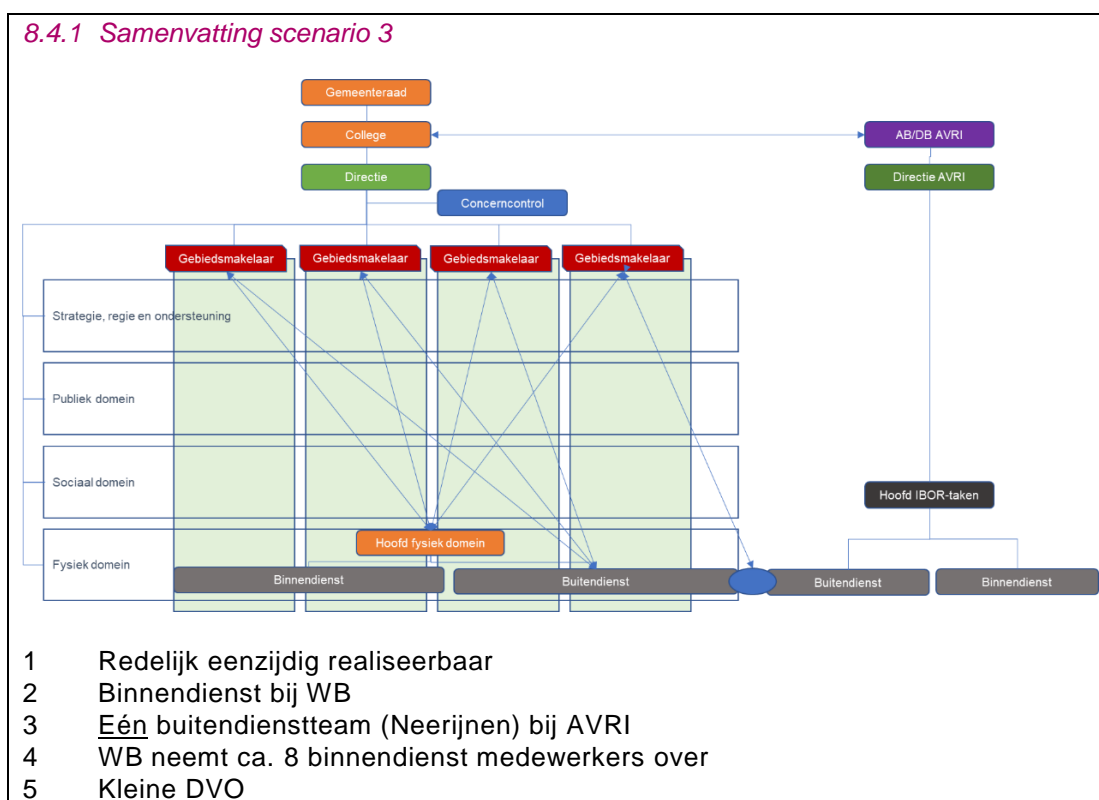 8.4.1 Samenvatting scenario 3
Gemeenteraad
College
AB/DB AVRI
Directie
Directie AVRI
Concerncontrol
Gebiedsmakelaar
Gebiedsmakelaar
Gebiedsmakelaar
Gebiedsmakelaar
Strategie, regie en ondersteuning
Publiek domein
Sociaal domein
Hoofd IBOR-taken
Hoofd fysiek domein
Fysiek domein
Binnendienst
Buitendienst
Buitendienst
Binnendienst
1 Redelijk eenzijdig realiseerbaar
2 Binnendienst bij WB
3 Eén buitendienstteam (Neerijnen) bij AVRI
4 WB neemt ca. 8 binnendienst medewerkers over
5 Kleine DVO